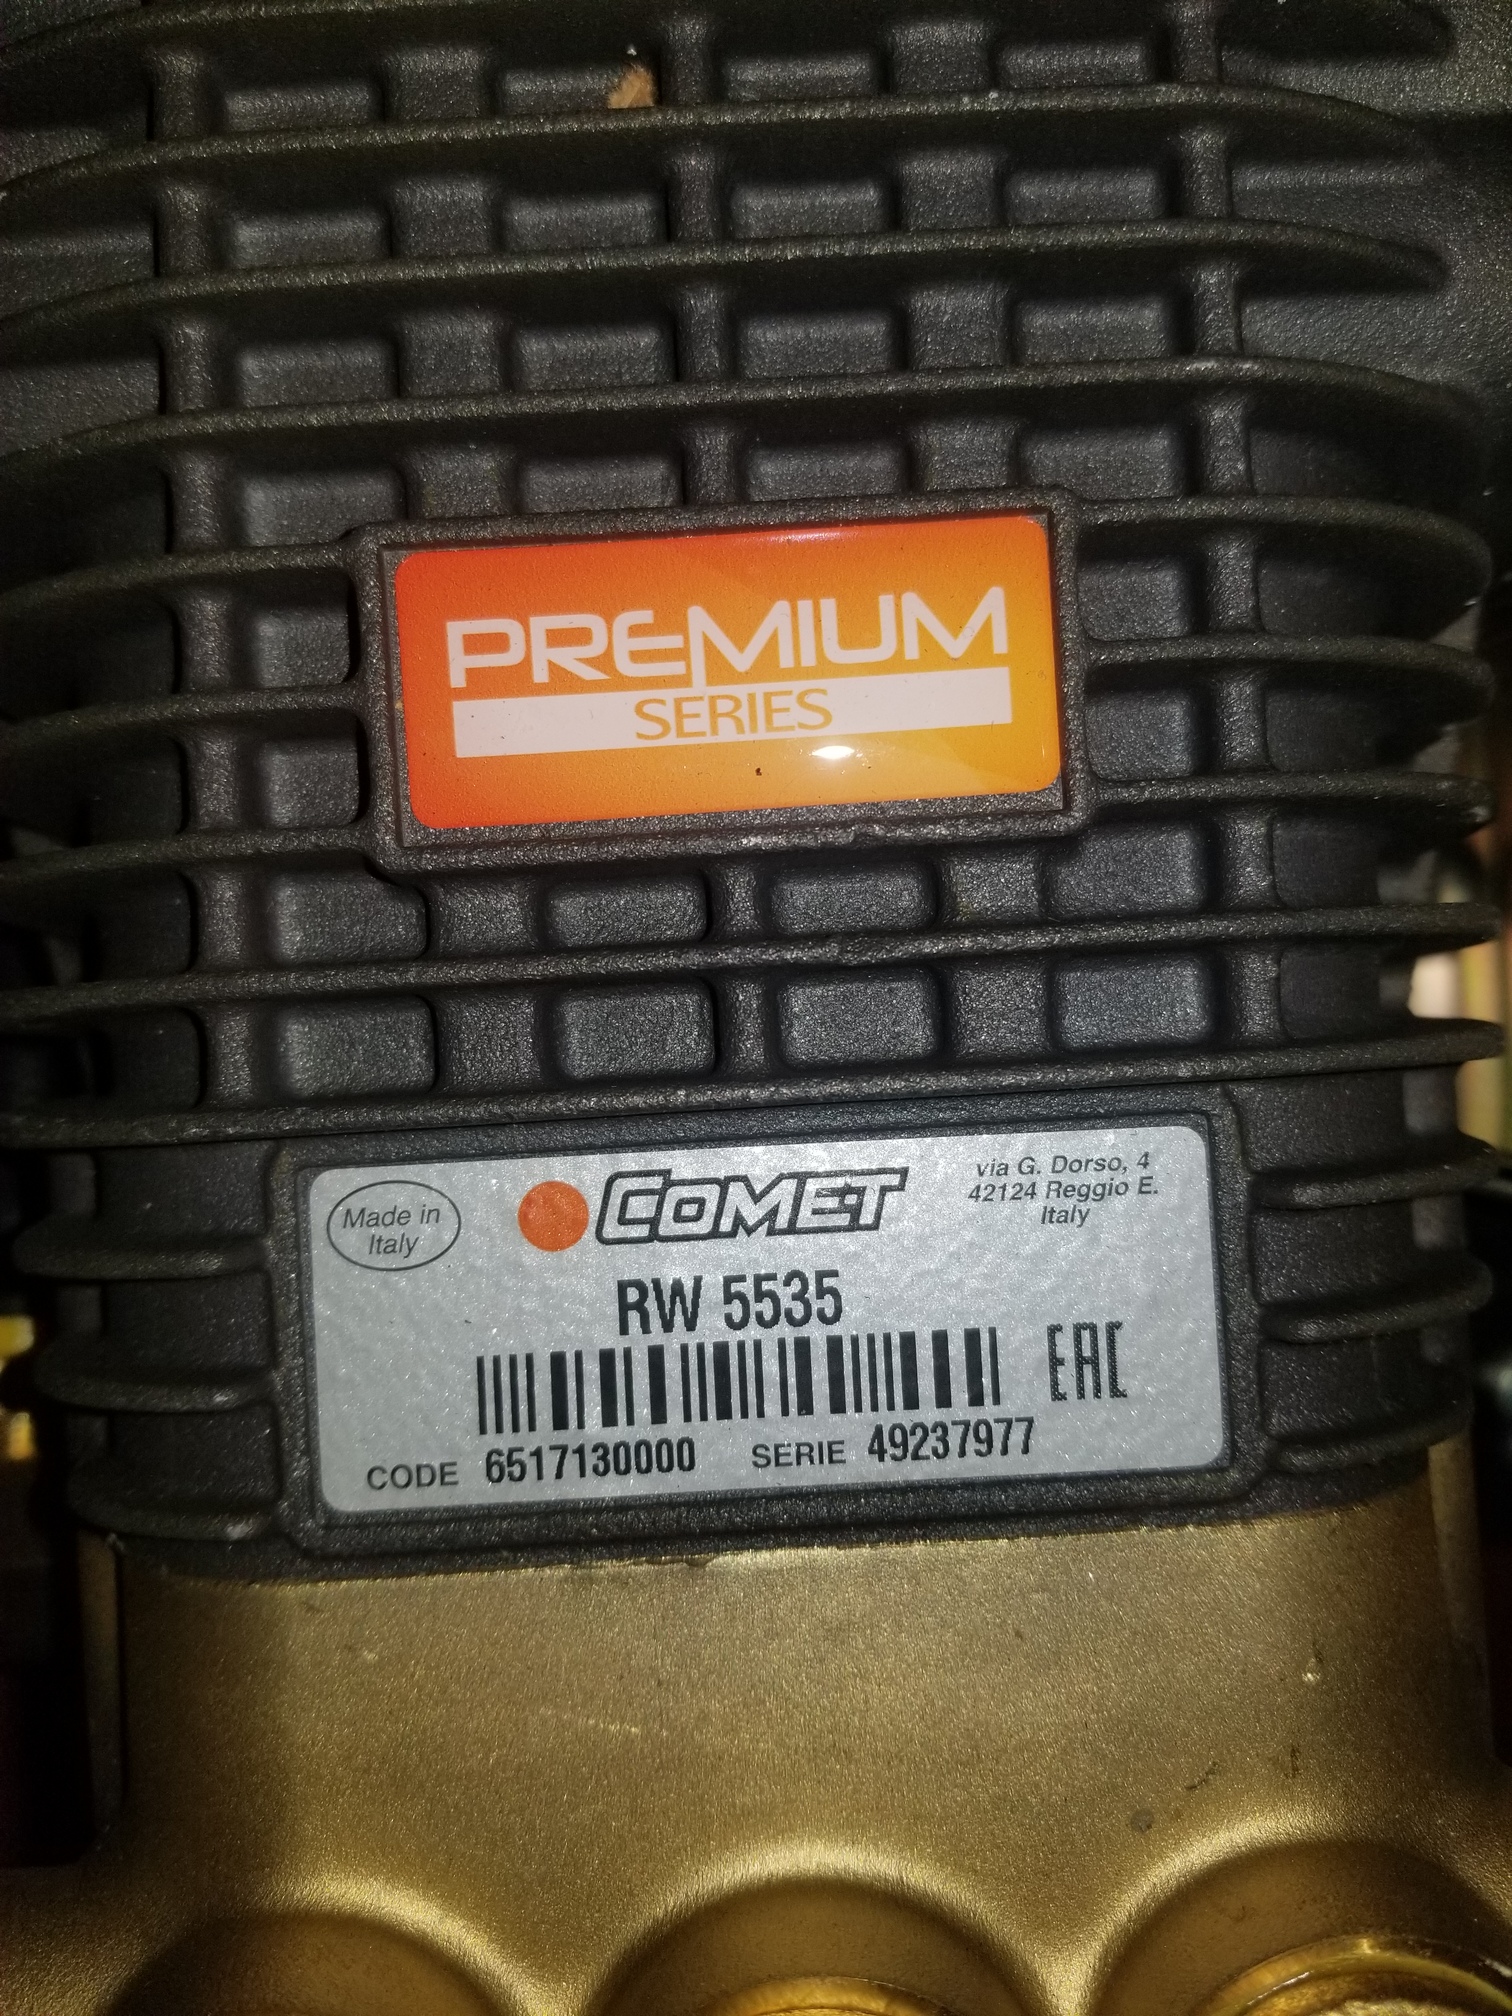 PREMIUM
SERIES
Made in
Italy
COMET
via G. Dorso, 4
42124 Reggio E.
Italy
RW 5535
EAC
CODE 6517130000 SERIE 49237977